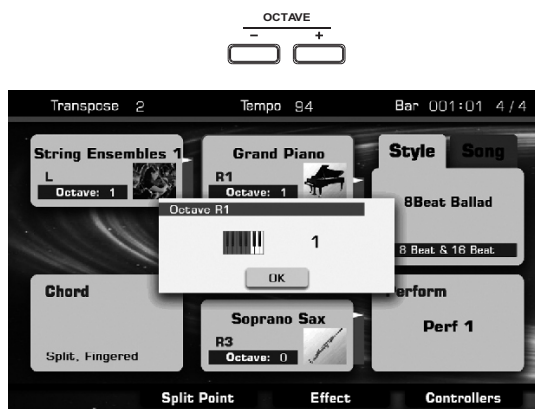 OCTAVE
- +
Transpose 2 Tempo 94 Bar 001:01 4/4
String Ensembles 1
L
Octave: 1
Grand Piano
R1
Octave: 1
Style Song
8Beat Ballad
8 Beat & 16 Beat
Octave R1
1
OK
Chord
Split, Fingered
Soprano Sax
R3
Octave: 0
Perform
Perf 1
Split Point Effect Controllers